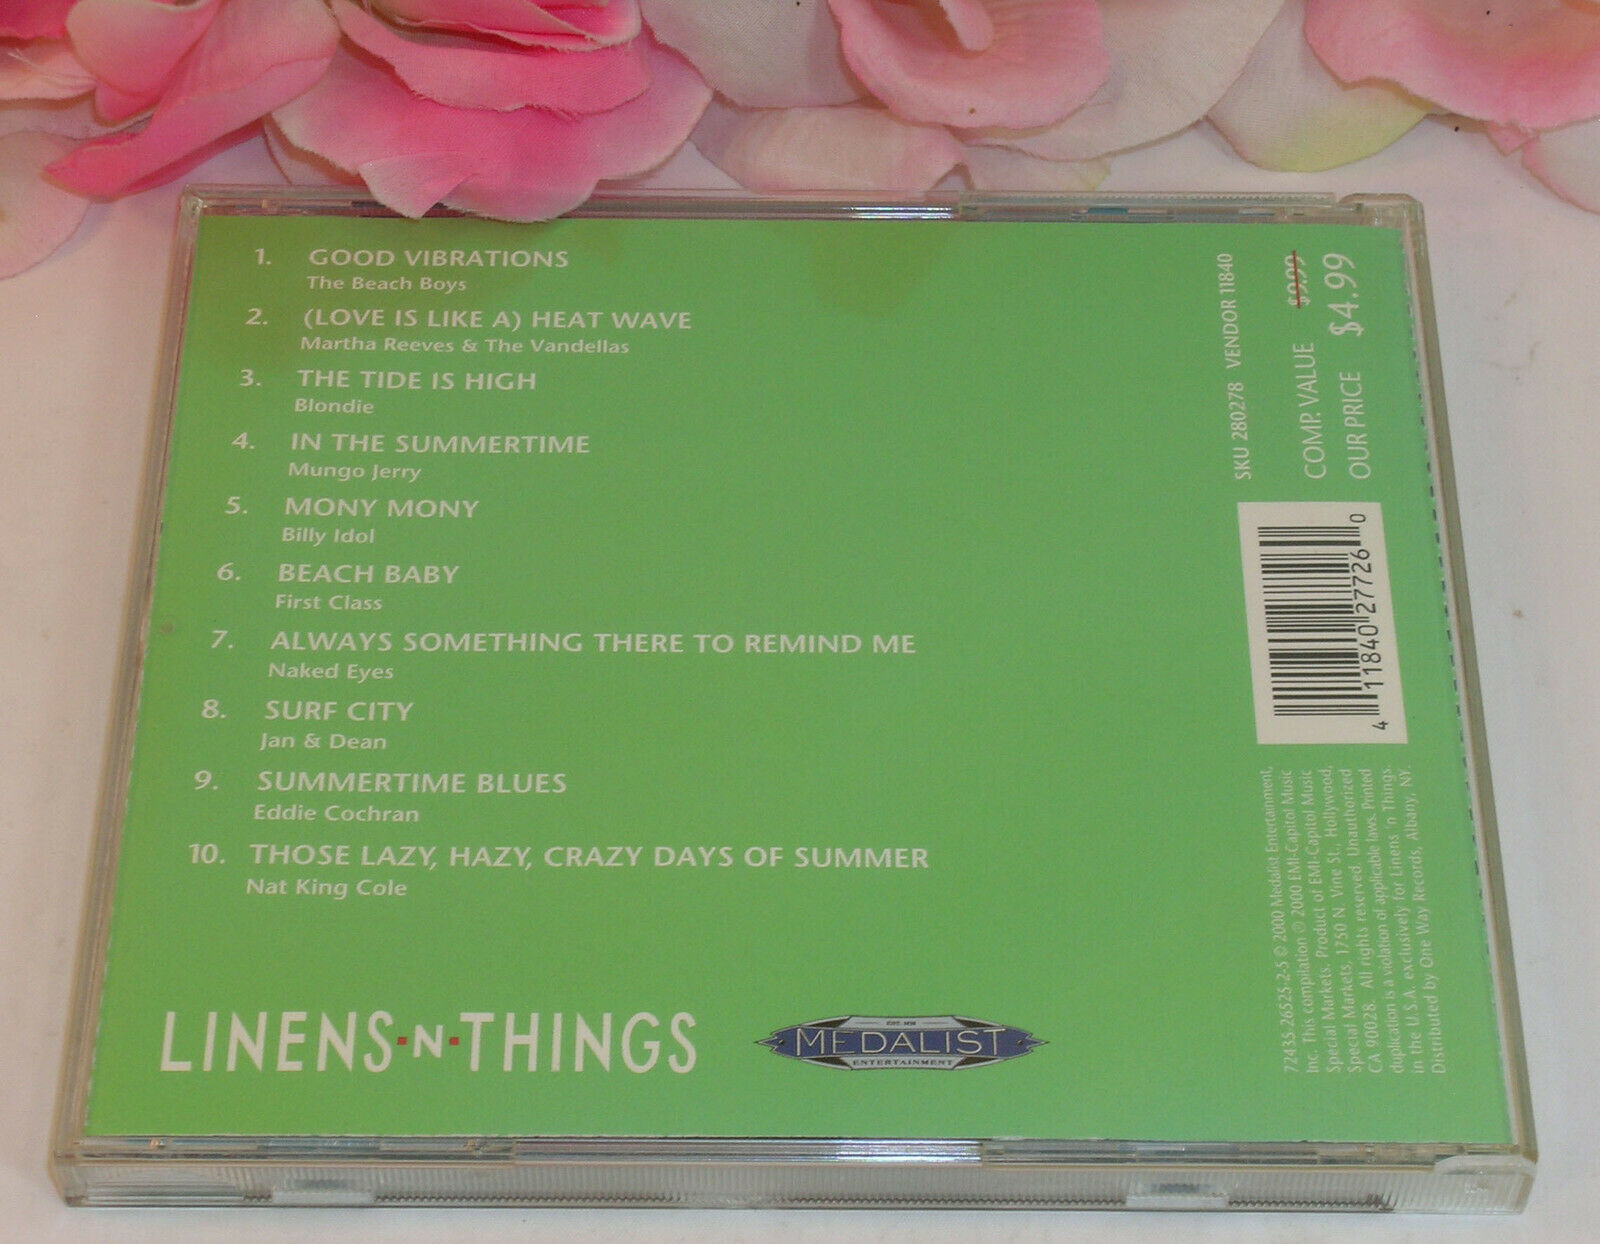 1. GOOD VIBRATIONS
The Beach Boys
2. (LOVE IS LIKE A) HEAT WAVE
Martha Reeves & The Vandellas
3. THE TIDE IS HIGH
Blondie
4. IN THE SUMMERTIME
Mungo Jerry
5. MONY MONY
Billy Idol
6. BEACH BABY
First Class
7. ALWAYS SOMETHING THERE TO REMIND ME
Naked Eyes
8. SURF CITY
Jan & Dean
9. SUMMERTIME BLUES
Eddie Cochran
10. THOSE LAZY, HAZY, CRAZY DAYS OF SUMMER
Nat King Cole
LINENS·N·THINGS
EST. MM
MEDALIST
ENTERTAINMENT
SKU 280278 VENDOR 11840
COMP. VALUE $9.99
OUR PRICE $4.99
4 11840 27726 0
72435 26525-2-5 © 2000 Medalist Entertainment,
Inc. This compilation ℗ 2000 EMI-Capitol Music
Special Markets. Product of EMI-Capitol Music
Special Markets, 1750 N. Vine St., Hollywood,
CA 90028. All rights reserved. Unauthorized
duplication is a violation of applicable laws. Printed
in the U.S.A. exclusively for Linens 'n Things.
Distributed by One Way Records, Albany, NY.